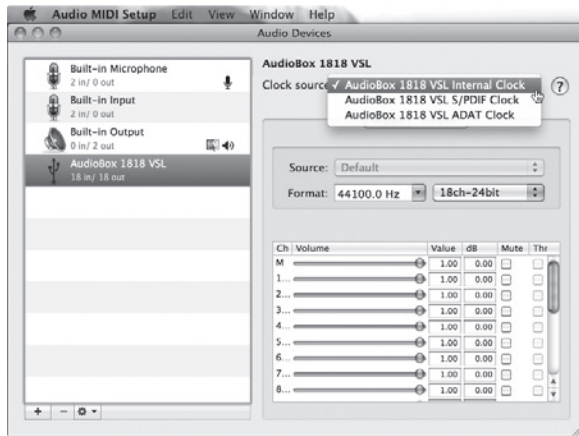 Audio MIDI Setup Edit View Window Help
Audio Devices
Built-in Microphone
2 in/ 0 out
Built-in Input
2 in/ 0 out
Built-in Output
0 in/ 2 out
AudioBox 1818 VSL
18 in/ 18 out
+ −
AudioBox 1818 VSL
Clock source
✓ AudioBox 1818 VSL Internal Clock
AudioBox 1818 VSL S/PDIF Clock
AudioBox 1818 VSL ADAT Clock
?
Source: Default
Format: 44100.0 Hz 18ch-24bit
Ch Volume Value dB Mute Thr
M 1.00 0.00
1... 1.00 0.00
2... 1.00 0.00
3... 1.00 0.00
4... 1.00 0.00
5... 1.00 0.00
6... 1.00 0.00
7... 1.00 0.00
8... 1.00 0.00